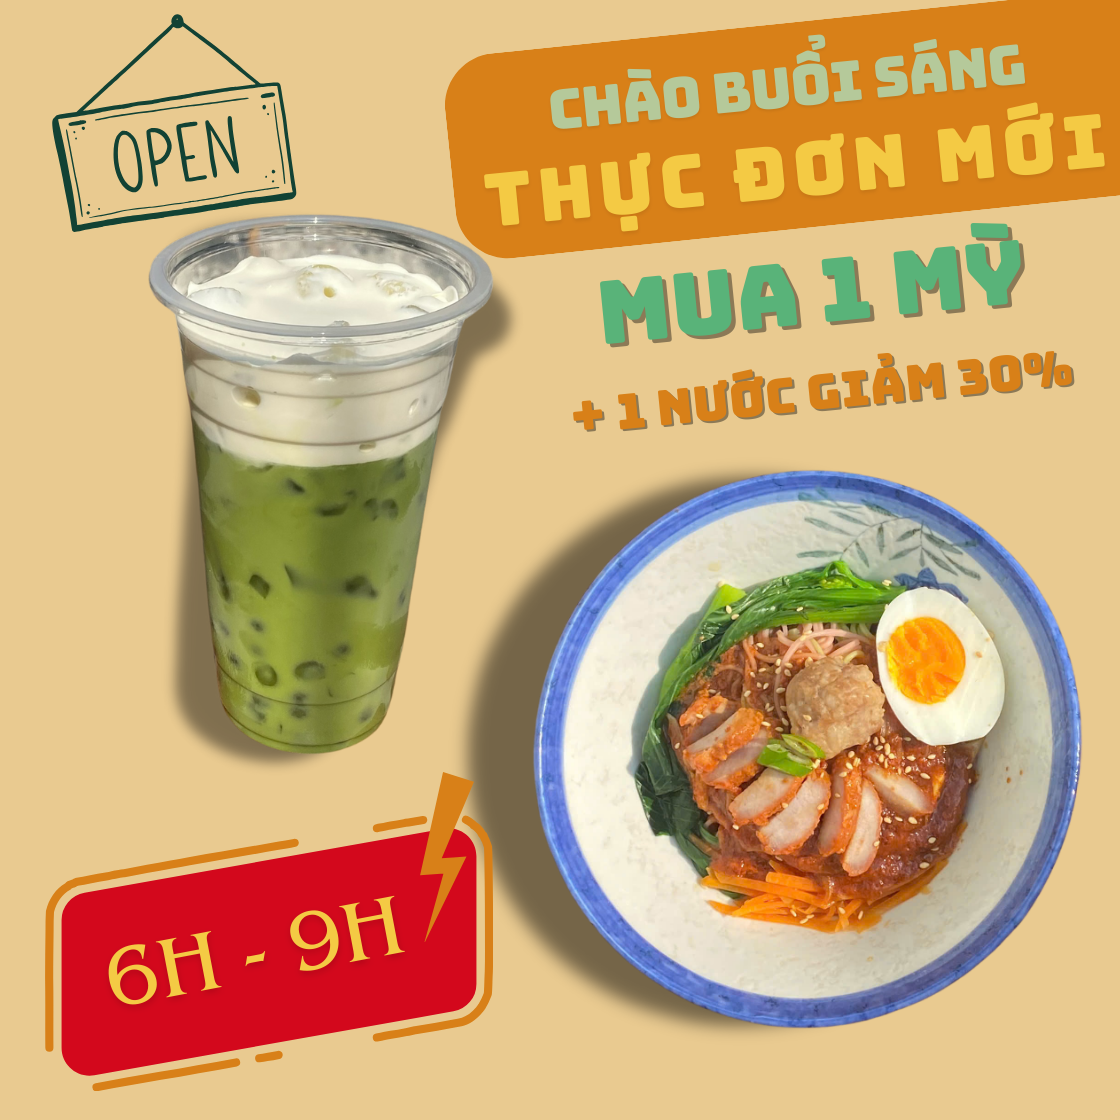 OPEN
CHÀO BUỔI SÁNG
THỰC ĐƠN MỚI
MUA 1 MỲ
+ 1 NƯỚC GIẢM 30%
6H - 9H